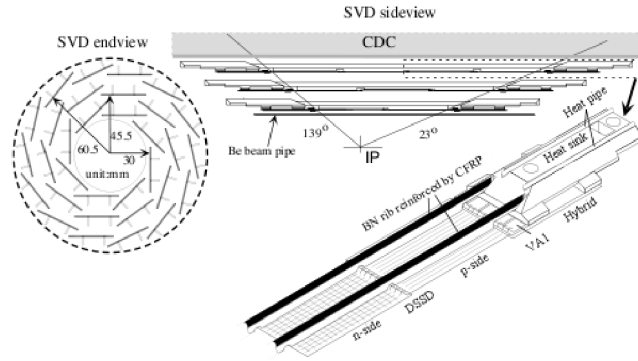 SVD sideview
SVD endview
CDC
60.5
45.5
30
unit:mm
139°
23°
Be beam pipe
IP
Heat pipe
Heat sink
BN rib reinforced by CFRP
Hybrid
VA1
p-side
DSSD
n-side